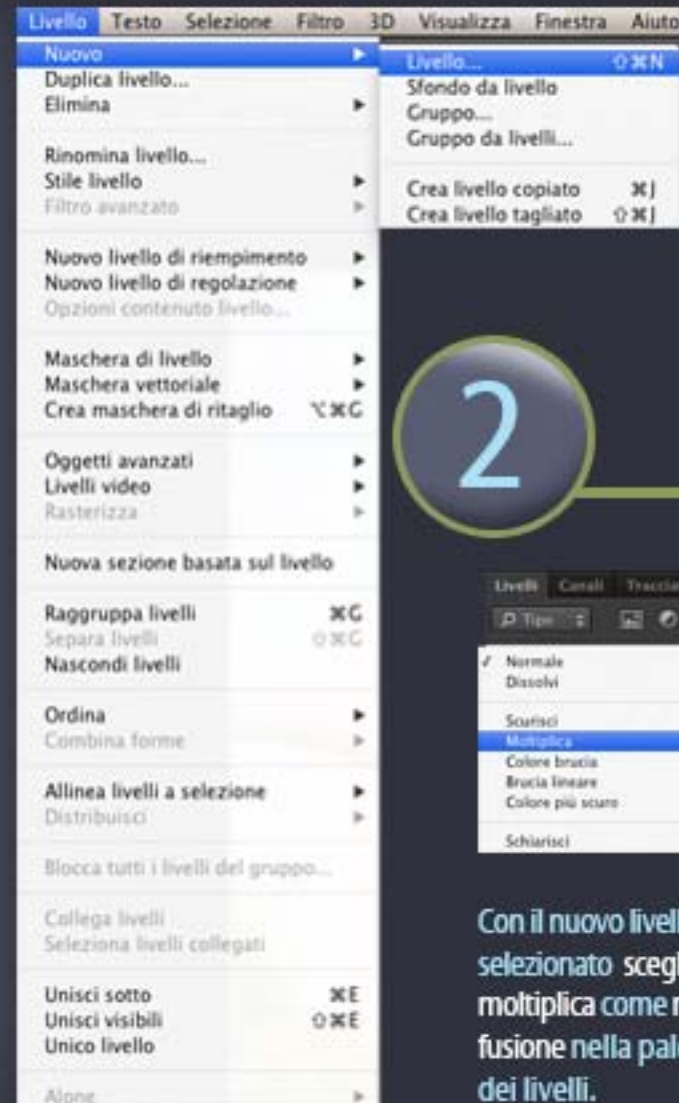 Livello Testo Selezione Filtro 3D Visualizza Finestra Aiuto
Nuovo
Duplica livello...
Elimina
Rinomina livello...
Stile livello
Filtro avanzato
Nuovo livello di riempimento
Nuovo livello di regolazione
Opzioni contenuto livello...
Maschera di livello
Maschera vettoriale
Crea maschera di ritaglio ⌥⌘G
Oggetti avanzati
Livelli video
Rasterizza
Nuova sezione basata sul livello
Raggruppa livelli ⌘G
Separa livelli ⇧⌘G
Nascondi livelli
Ordina
Combina forme
Allinea livelli a selezione
Distribuisci
Blocca tutti i livelli del gruppo...
Collega livelli
Seleziona livelli collegati
Unisci sotto ⌘E
Unisci visibili ⇧⌘E
Unico livello
Alone
Livello... ⇧⌘N
Sfondo da livello
Gruppo...
Gruppo da livelli...
Crea livello copiato ⌘J
Crea livello tagliato ⇧⌘J
2
Livelli Canali Traccia
Tipo
✓ Normale
Dissolvi
Scurisci
Moltiplica
Colore brucia
Brucia lineare
Colore più scuro
Schiarisci
Con il nuovo livell
selezionato scegl
moltiplica come
fusione nella pal
dei livelli.